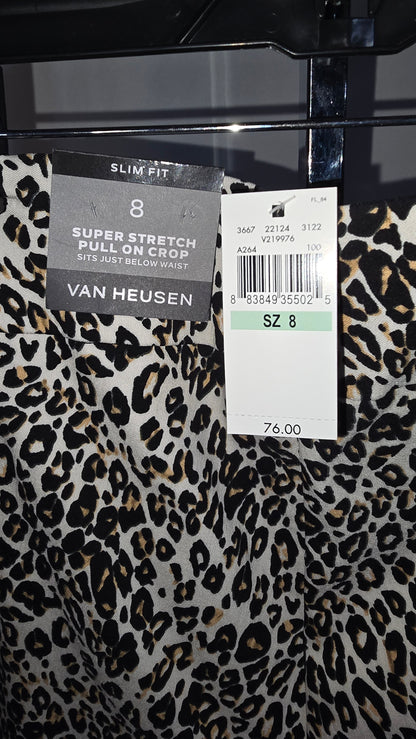 SLIM FIT
8
SUPER STRETCH
PULL ON CROP
SITS JUST BELOW WAIST
VAN HEUSEN
FL_84
3667 22124 3122
V219976
A264 100
8 83849 35502 5
SZ 8
76.00